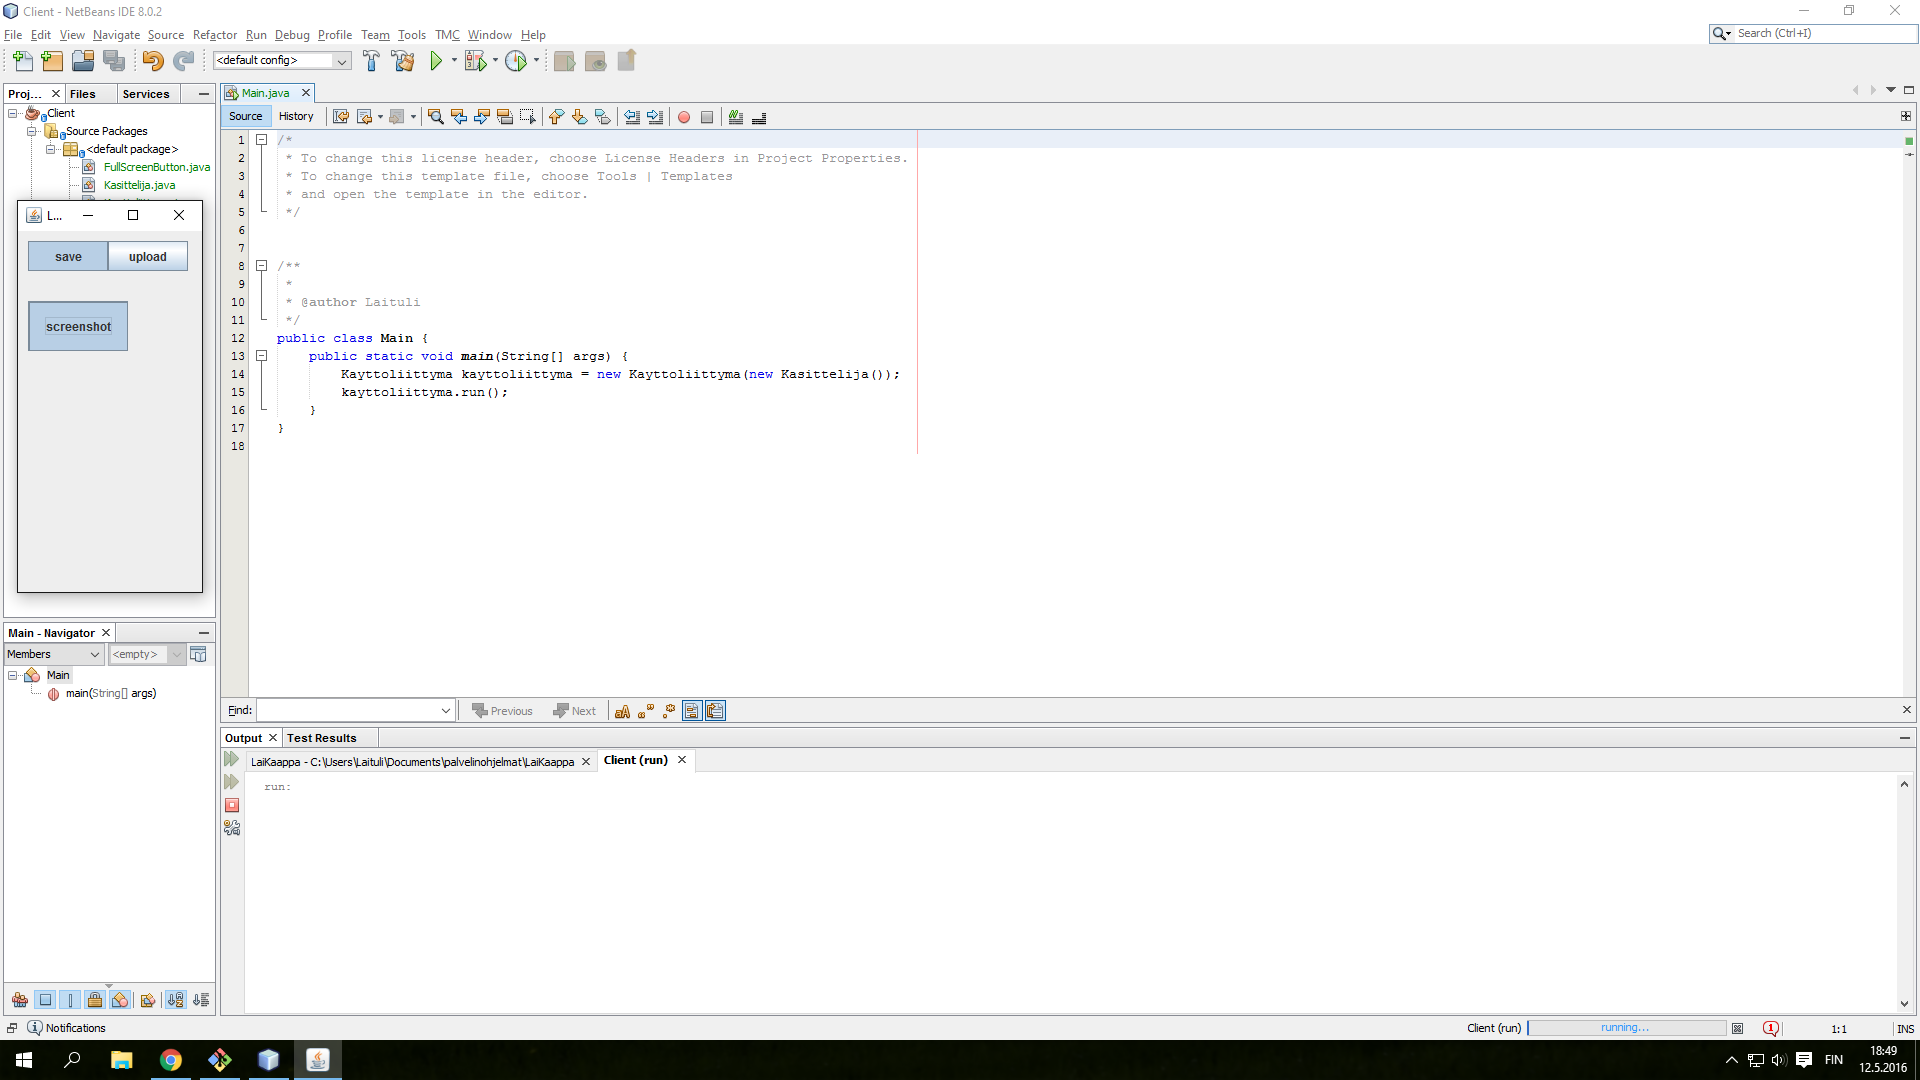 Client - NetBeans IDE 8.0.2
File Edit View Navigate Source Refactor Run Debug Profile Team Tools TMC Window Help
Search (Ctrl+I)
<default config>
Proj... Files Services
Client
Source Packages
<default package>
FullScreenButton.java
Kasittelija.java
L...
save upload
screenshot
Main.java
Source History
1 /*
2 * To change this license header, choose License Headers in Project Properties.
3 * To change this template file, choose Tools | Templates
4 * and open the template in the editor.
5 */
6
7
8 /**
9 *
10 * @author Laituli
11 */
12 public class Main {
13 public static void main(String[] args) {
14 Kayttoliittyma kayttoliittyma = new Kayttoliittyma(new Kasittelija());
15 kayttoliittyma.run();
16 }
17 }
18
Main - Navigator
Members <empty>
Main
main(String[] args)
Find: Previous Next
Output Test Results
LaiKaappa - C:\Users\Laituli\Documents\palvelinohjelmat\LaiKaappa Client (run)
run:
Notifications
Client (run) running... 1 1:1 INS
FIN
18:49
12.5.2016